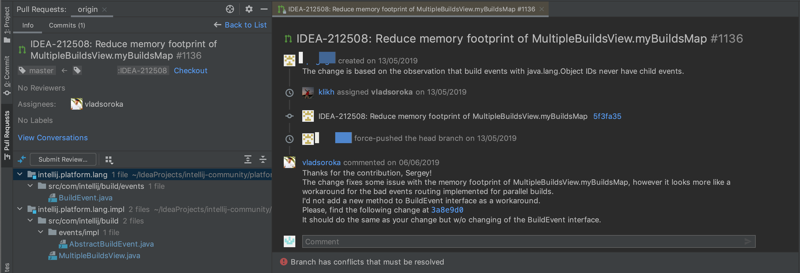 Pull Requests:
origin
Info
Commits (1)
Back to List
IDEA-212508: Reduce memory footprint of MultipleBuildsView.myBuildsMap #1136
master
IDEA-212508
Checkout
No Reviewers
Assignees:
vladsoroka
No Labels
View Conversations
Submit Review...
intellij.platform.lang 1 file ~/IdeaProjects/intellij-community/platfor
src/com/intellij/build/events 1 file
BuildEvent.java
intellij.platform.lang.impl 2 files ~/IdeaProjects/intellij-community/
src/com/intellij/build 2 files
events/impl 1 file
AbstractBuildEvent.java
MultipleBuildsView.java
Project
Commit
Pull Requests
tes
IDEA-212508: Reduce memory footprint of MultipleBuildsView.myBuildsMap #1136
IDEA-212508: Reduce memory footprint of MultipleBuildsView.myBuildsMap #1136
created on 13/05/2019
The change is based on the observation that build events with java.lang.Object IDs never have child events.
klikh assigned vladsoroka on 13/05/2019
IDEA-212508: Reduce memory footprint of MultipleBuildsView.myBuildsMap 5f3fa35
force-pushed the head branch on 13/05/2019
vladsoroka commented on 06/06/2019
Thanks for the contribution, Sergey!
The change fixes some issue with the memory footprint of MultipleBuildsView.myBuildsMap, however it looks more like a
workaround for the bad events routing implemented for parallel builds.
I'd not add a new method to BuildEvent interface as a workaround.
Please, find the following change at 3a8e9d0
It should do the same as your change but w/o changing of the BuildEvent interface.
Comment
Branch has conflicts that must be resolved